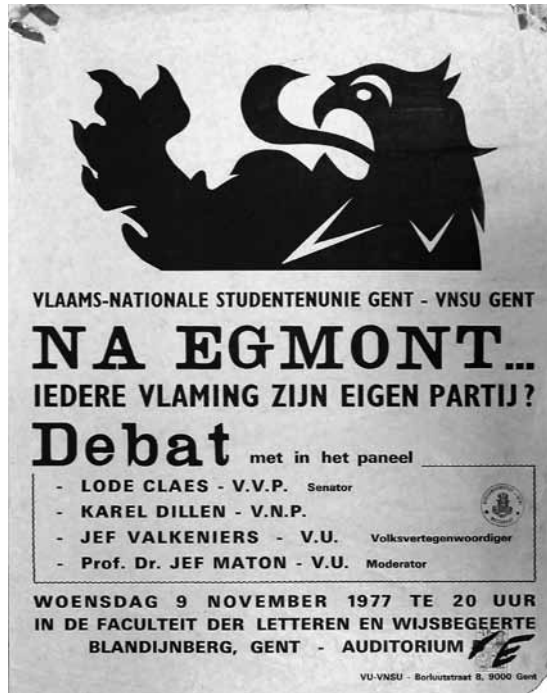 VLAAMS-NATIONALE STUDENTENUNIE GENT - VNSU GENT
NA EGMONT...
IEDERE VLAMING ZIJN EIGEN PARTIJ?
Debat met in het paneel
- LODE CLAES - V.V.P. Senator
- KAREL DILLEN - V.N.P.
- JEF VALKENIERS - V.U. Volksvertegenwoordiger
- Prof. Dr. JEF MATON - V.U. Moderator
WOENSDAG 9 NOVEMBER 1977 TE 20 UUR
IN DE FACULTEIT DER LETTEREN EN WIJSBEGEERTE
BLANDIJNBERG, GENT - AUDITORIUM E
VU-VNSU - Borluutstraat 8, 9000 Gent